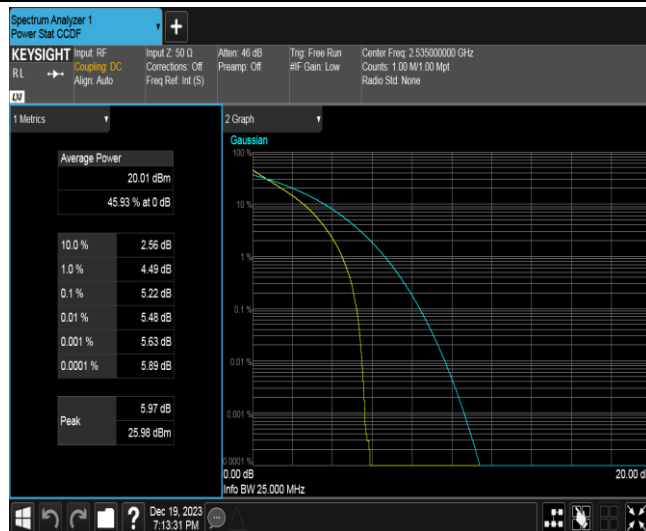 Spectrum Analyzer 1
Power Stat CCDF
+
KEYSIGHT
RL
LXI
Input: RF
Coupling: DC
Align: Auto
Input Z: 50 Ω
Corrections: Off
Freq Ref: Int (S)
Atten: 46 dB
Preamp: Off
Trig: Free Run
#IF Gain: Low
Center Freq: 2.535000000 GHz
Counts: 1.00 M/1.00 Mpt
Radio Std: None
1 Metrics
Average Power
20.01 dBm
45.93 % at 0 dB
10.0 % 2.56 dB
1.0 % 4.49 dB
0.1 % 5.22 dB
0.01 % 5.48 dB
0.001 % 5.63 dB
0.0001 % 5.89 dB
Peak
5.97 dB
25.98 dBm
2 Graph
Gaussian
100 %
10 %
1 %
0.1 %
0.01 %
0.001 %
0.0001 %
0.00 dB
20.00 d
Info BW 25.000 MHz
?
Dec 19, 2023
7:13:31 PM